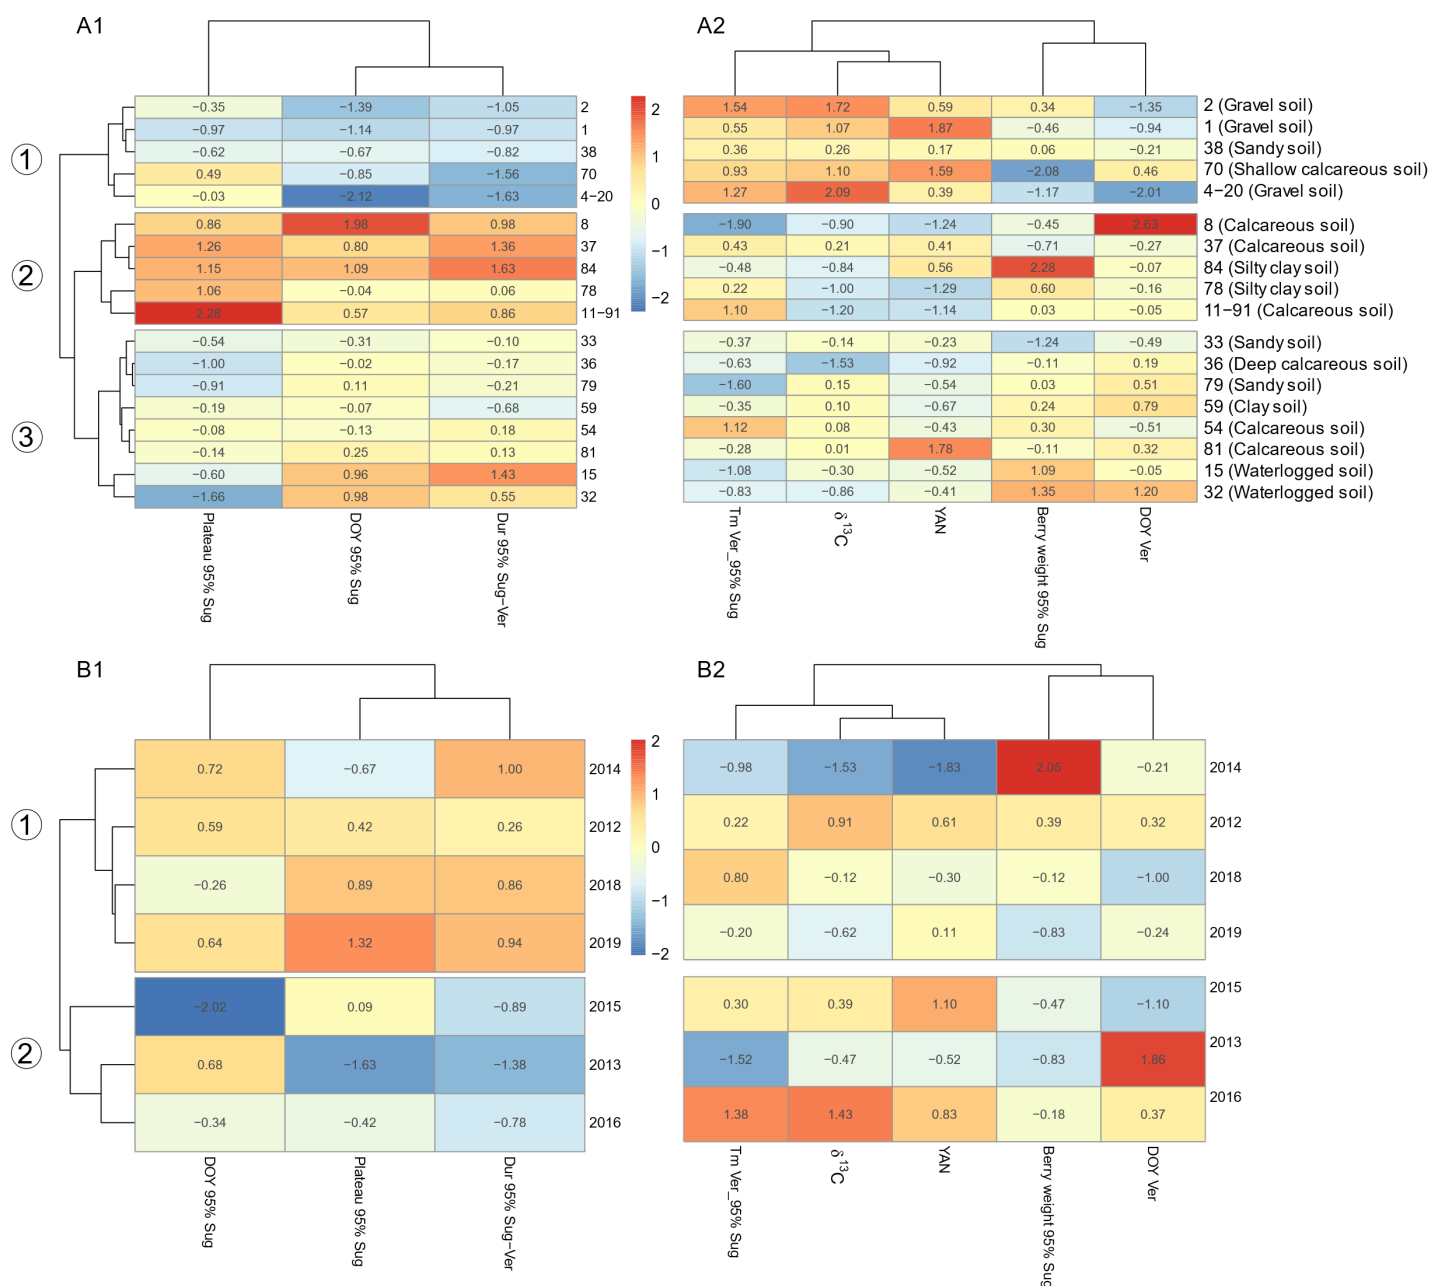 A1
−0.35 −1.39 −1.05 2
−0.97 −1.14 −0.97 1
−0.62 −0.67 −0.82 38
0.49 −0.85 −1.56 70
−0.03 −2.12 −1.63 4−20
1
0.86 1.98 0.98 8
1.26 0.80 1.36 37
1.15 1.09 1.63 84
1.06 −0.04 0.06 78
2.28 0.57 0.86 11−91
2
−0.54 −0.31 −0.10 33
−1.00 −0.02 −0.17 36
−0.91 0.11 −0.21 79
−0.19 −0.07 −0.68 59
−0.08 −0.13 0.18 54
−0.14 0.25 0.13 81
−0.60 0.96 1.43 15
−1.66 0.98 0.55 32
3
Plateau 95% Sug
DOY 95% Sug
Dur 95% Sug−Ver
2
1
0
−1
−2
A2
1.54 1.72 0.59 0.34 −1.35 2 (Gravel soil)
0.55 1.07 1.87 −0.46 −0.94 1 (Gravel soil)
0.36 0.26 0.17 0.06 −0.21 38 (Sandy soil)
0.93 1.10 1.59 −2.08 0.46 70 (Shallow calcareous soil)
1.27 2.09 0.39 −1.17 −2.01 4−20 (Gravel soil)
−1.90 −0.90 −1.24 −0.45 2.63 8 (Calcareous soil)
0.43 0.21 0.41 −0.71 −0.27 37 (Calcareous soil)
−0.48 −0.84 0.56 2.28 −0.07 84 (Silty clay soil)
0.22 −1.00 −1.29 0.60 −0.16 78 (Silty clay soil)
1.10 −1.20 −1.14 0.03 −0.05 11−91 (Calcareous soil)
−0.37 −0.14 −0.23 −1.24 −0.49 33 (Sandy soil)
−0.63 −1.53 −0.92 −0.11 0.19 36 (Deep calcareous soil)
−1.60 0.15 −0.54 0.03 0.51 79 (Sandy soil)
−0.35 0.10 −0.67 0.24 0.79 59 (Clay soil)
1.12 0.08 −0.43 0.30 −0.51 54 (Calcareous soil)
−0.28 0.01 1.78 −0.11 0.32 81 (Calcareous soil)
−1.08 −0.30 −0.52 1.09 −0.05 15 (Waterlogged soil)
−0.83 −0.86 −0.41 1.35 1.20 32 (Waterlogged soil)
Tm Ver_95% Sug
δ ¹³C
YAN
Berry weight 95% Sug
DOY Ver
B1
0.72 −0.67 1.00 2014
0.59 0.42 0.26 2012
−0.26 0.89 0.86 2018
0.64 1.32 0.94 2019
1
−2.02 0.09 −0.89 2015
0.68 −1.63 −1.38 2013
−0.34 −0.42 −0.78 2016
2
DOY 95% Sug
Plateau 95% Sug
Dur 95% Sug−Ver
2
1
0
−1
−2
B2
−0.98 −1.53 −1.83 2.05 −0.21 2014
0.22 0.91 0.61 0.39 0.32 2012
0.80 −0.12 −0.30 −0.12 −1.00 2018
−0.20 −0.62 0.11 −0.83 −0.24 2019
0.30 0.39 1.10 −0.47 −1.10 2015
−1.52 −0.47 −0.52 −0.83 1.86 2013
1.38 1.43 0.83 −0.18 0.37 2016
Tm Ver_95% Sug
δ ¹³C
YAN
Berry weight 95% Sug
DOY Ver